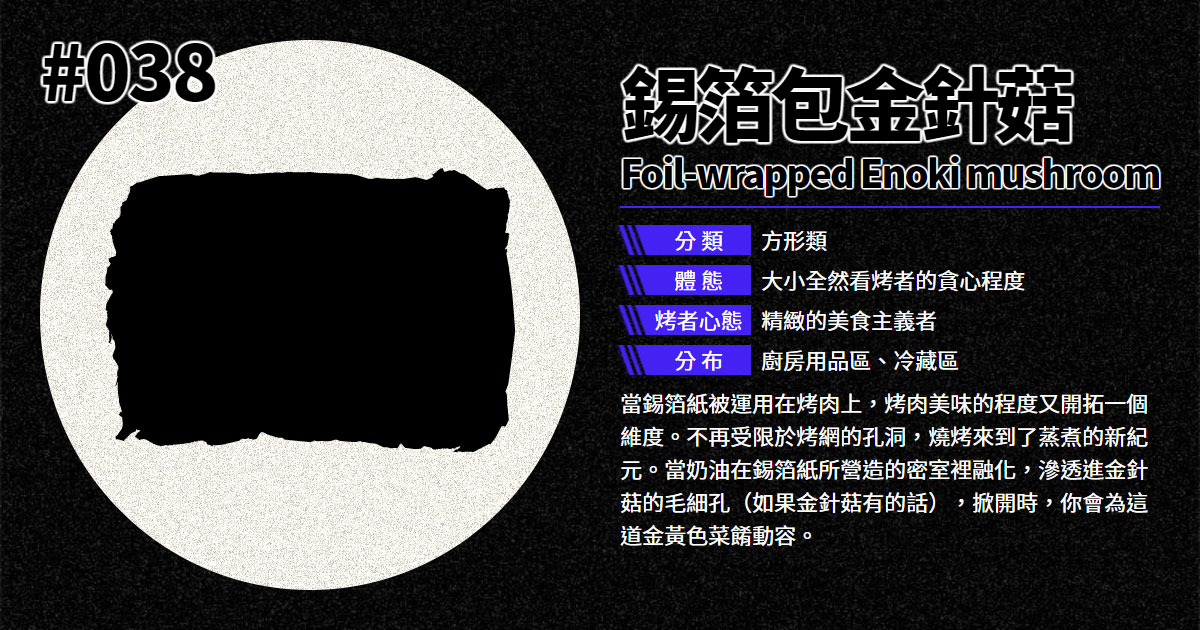 #038
錫箔包金針菇
Foil-wrapped Enoki mushroom
分類 方形類
體態 大小全然看烤者的貪心程度
烤者心態 精緻的美食主義者
分布 廚房用品區、冷藏區
當錫箔紙被運用在烤肉上，烤肉美味的程度又開拓一個
維度。不再受限於烤網的孔洞，燒烤來到了蒸煮的新紀
元。當奶油在錫箔紙所營造的密室裡融化，滲透進金針
菇的毛細孔（如果金針菇有的話），掀開時，你會為這
道金黃色菜餚動容。